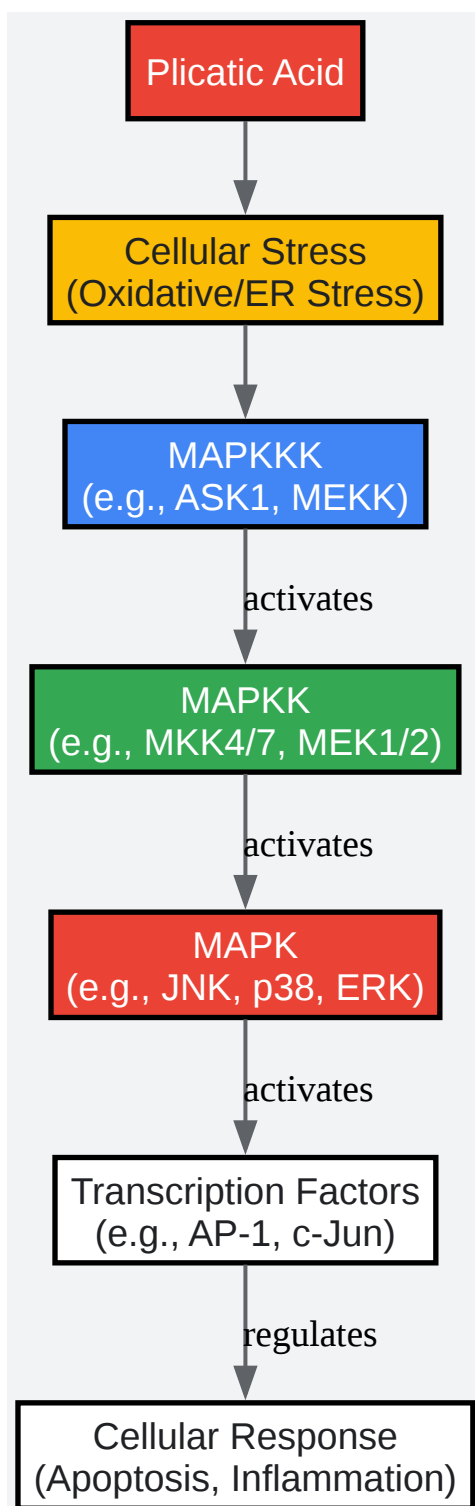 Plicatic Acid
Cellular Stress
(Oxidative/ER Stress)
MAPKKK
(e.g., ASK1, MEKK)
activates
MAPKK
(e.g., MKK4/7, MEK1/2)
activates
MAPK
(e.g., JNK, p38, ERK)
activates
Transcription Factors
(e.g., AP-1, c-Jun)
regulates
Cellular Response
(Apoptosis, Inflammation)